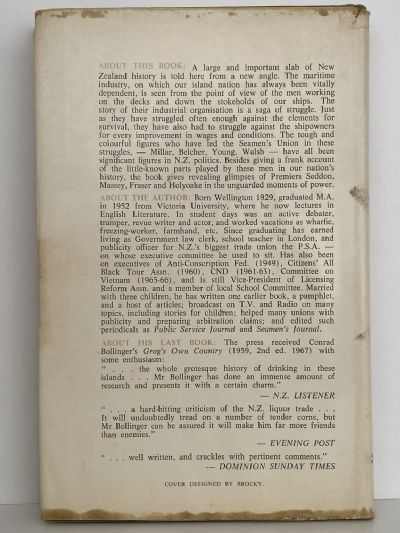 ABOUT THIS BOOK: A large and important slab of New
Zealand history is told here from a new angle. The maritime
industry, on which our island nation has always been vitally
dependent, is seen from the point of view of the men working
on the decks and down the stokeholds of our ships. The
story of their industrial organisation is a saga of struggle. Just
as they have struggled often enough against the elements for
survival, they have also had to struggle against the shipowners
for every improvement in wages and conditions. The tough and
colourful figures who have led the Seamen's Union in these
struggles, — Millar, Belcher, Young, Walsh — have all been
significant figures in N.Z. politics. Besides giving a frank account
of the little-known parts played by these men in our nation's
history, the book gives revealing glimpses of Premiers Seddon,
Massey, Fraser and Holyoake in the unguarded moments of power.
ABOUT THE AUTHOR: Born Wellington 1929, graduated M.A.
in 1952 from Victoria University, where he now lectures in
English Literature. In student days was an active debater,
tramper, revue writer and actor, and worked vacations as wharfie,
freezing-worker, farmhand, etc. Since graduating has earned
living as Government law clerk, school teacher in London, and
publicity officer for N.Z.'s biggest trade union the P.S.A. —
on whose executive committee he used to sit. Has also been
on executives of Anti-Conscription Fed. (1949), Citizens' All
Black Tour Assn. (1960), CND (1961-63), Committee on
Vietnam (1965-66), and is still Vice-President of Licensing
Reform Assn. and a member of local School Committee. Married
with three children, he has written one earlier book, a pamphlet,
and a host of articles; broadcast on T.V. and Radio on many
topics, including stories for children; helped many unions with
publicity and preparing arbitration claims; and edited such
periodicals as Public Service Journal and Seamen's Journal.
ABOUT HIS LAST BOOK: The press received Conrad
Bollinger's Grog's Own Country (1959, 2nd ed. 1967) with
some enthusiasm:
". . . the whole grotesque history of drinking in these
islands . . . Mr Bollinger has done an immense amount of
research and presents it with a certain charm."
— N.Z. LISTENER
". . . a hard-hitting criticism of the N.Z. liquor trade . . .
It will undoubtedly tread on a number of tender corns, but
Mr Bollinger can be assured it will make him far more friends
than enemies."
— EVENING POST
". . . well written, and crackles with pertinent comments."
— DOMINION SUNDAY TIMES
COVER DESIGNED BY BROCKY.